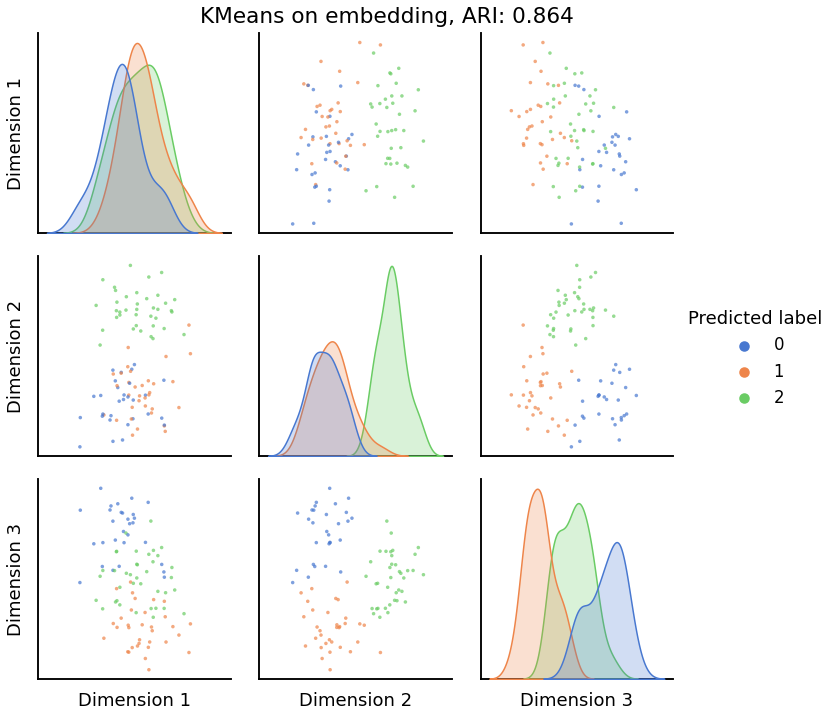 KMeans on embedding, ARI: 0.864
Dimension 1
Dimension 2
Predicted label
0
1
2
Dimension 3
Dimension 1
Dimension 2
Dimension 3